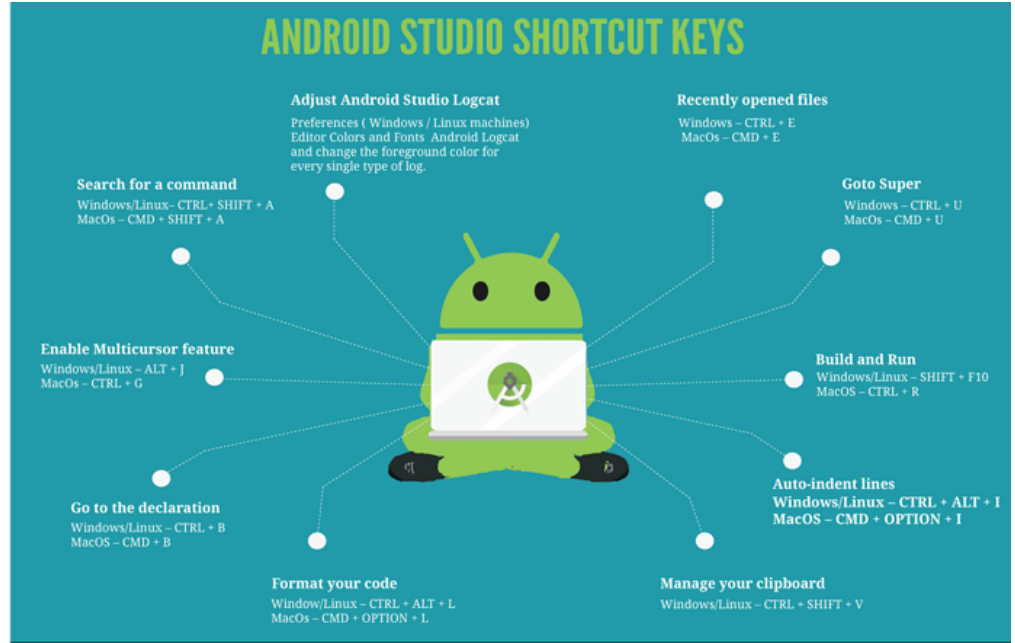 ANDROID STUDIO SHORTCUT KEYS
Adjust Android Studio Logcat
Preferences ( Windows / Linux machines)
Editor Colors and Fonts  Android Logcat
and change the foreground color for
every single type of log.
Recently opened files
Windows – CTRL + E
MacOs – CMD + E
Search for a command
Windows/Linux– CTRL+ SHIFT + A
MacOs – CMD + SHIFT + A
Goto Super
Windows – CTRL + U
MacOs – CMD + U
Enable Multicursor feature
Windows/Linux – ALT + J
MacOs – CTRL + G
Build and Run
Windows/Linux – SHIFT + F10
MacOS – CTRL + R
Go to the declaration
Windows/Linux – CTRL + B
MacOS – CMD + B
Auto-indent lines
Windows/Linux – CTRL + ALT + I
MacOS – CMD + OPTION + I
Format your code
Window/Linux – CTRL + ALT + L
MacOs – CMD + OPTION + L
Manage your clipboard
Windows/Linux – CTRL + SHIFT + V